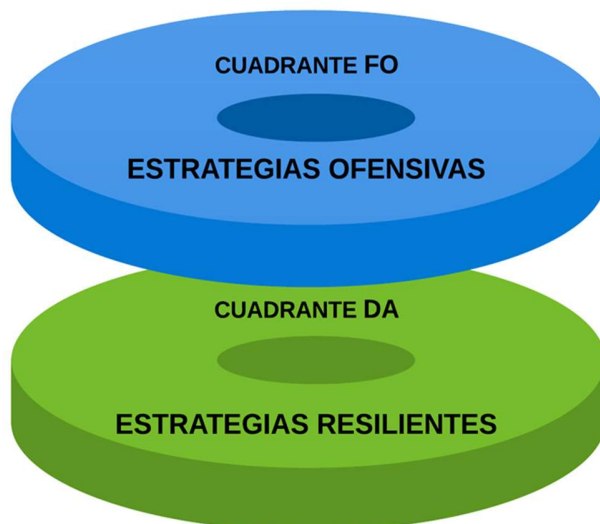 CUADRANTE FO
ESTRATEGIAS OFENSIVAS
CUADRANTE DA
ESTRATEGIAS RESILIENTES